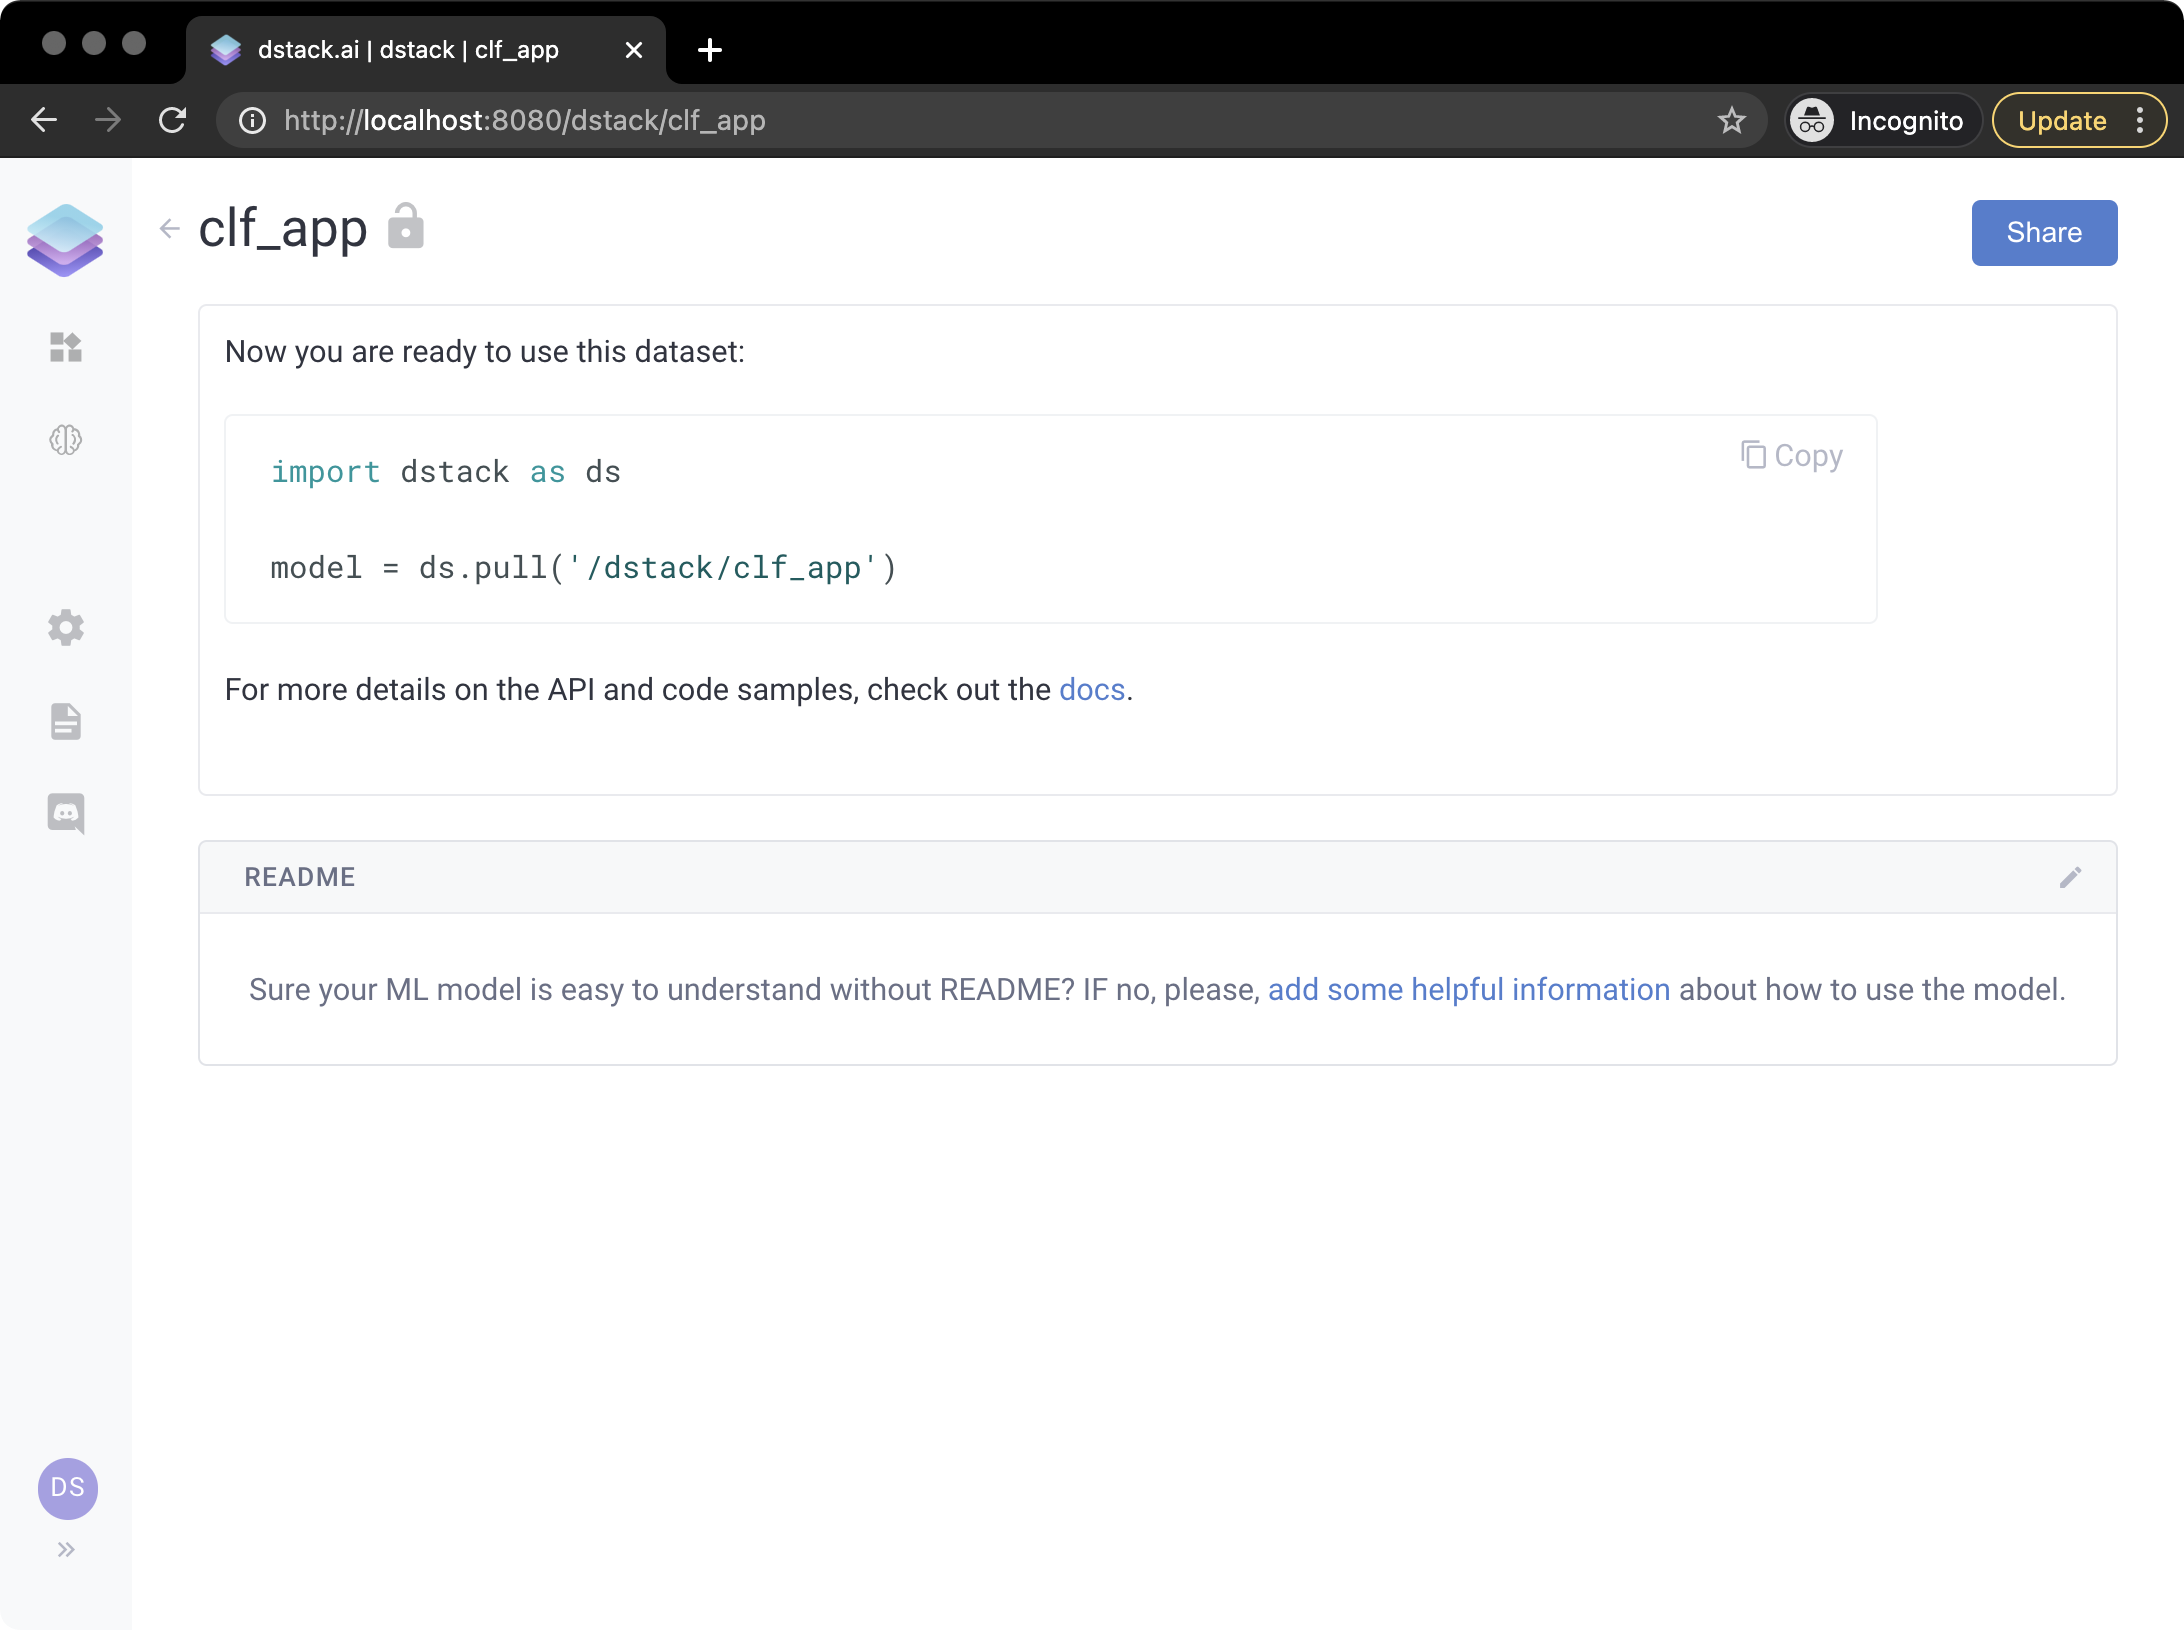 dstack.ai | dstack | clf_app
http://localhost:8080/dstack/clf_app
Incognito
Update
clf_app
Share
Now you are ready to use this dataset:
Copy
import dstack as ds
model = ds.pull('/dstack/clf_app')
For more details on the API and code samples, check out the docs.
README
Sure your ML model is easy to understand without README? IF no, please, add some helpful information about how to use the model.
DS